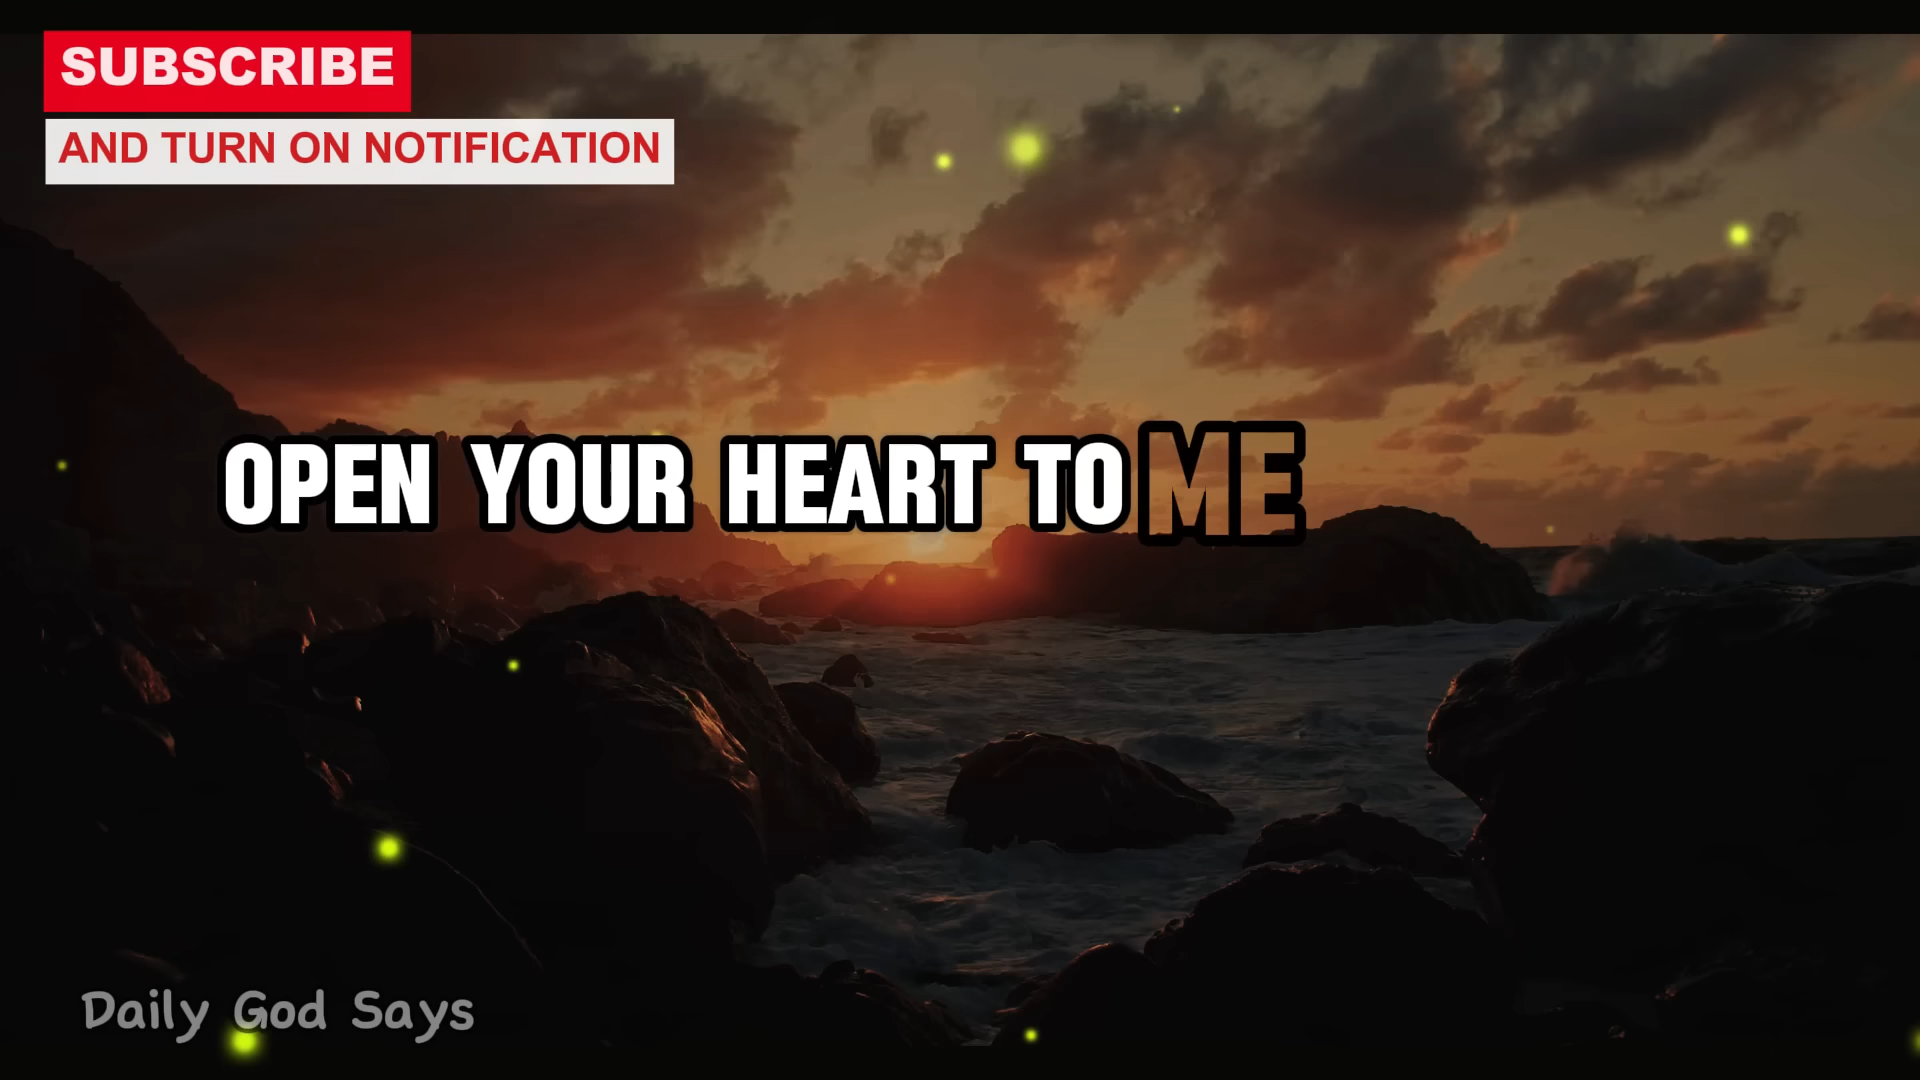 SUBSCRIBE
AND TURN ON NOTIFICATION
OPEN YOUR HEART TO ME
Daily God Says